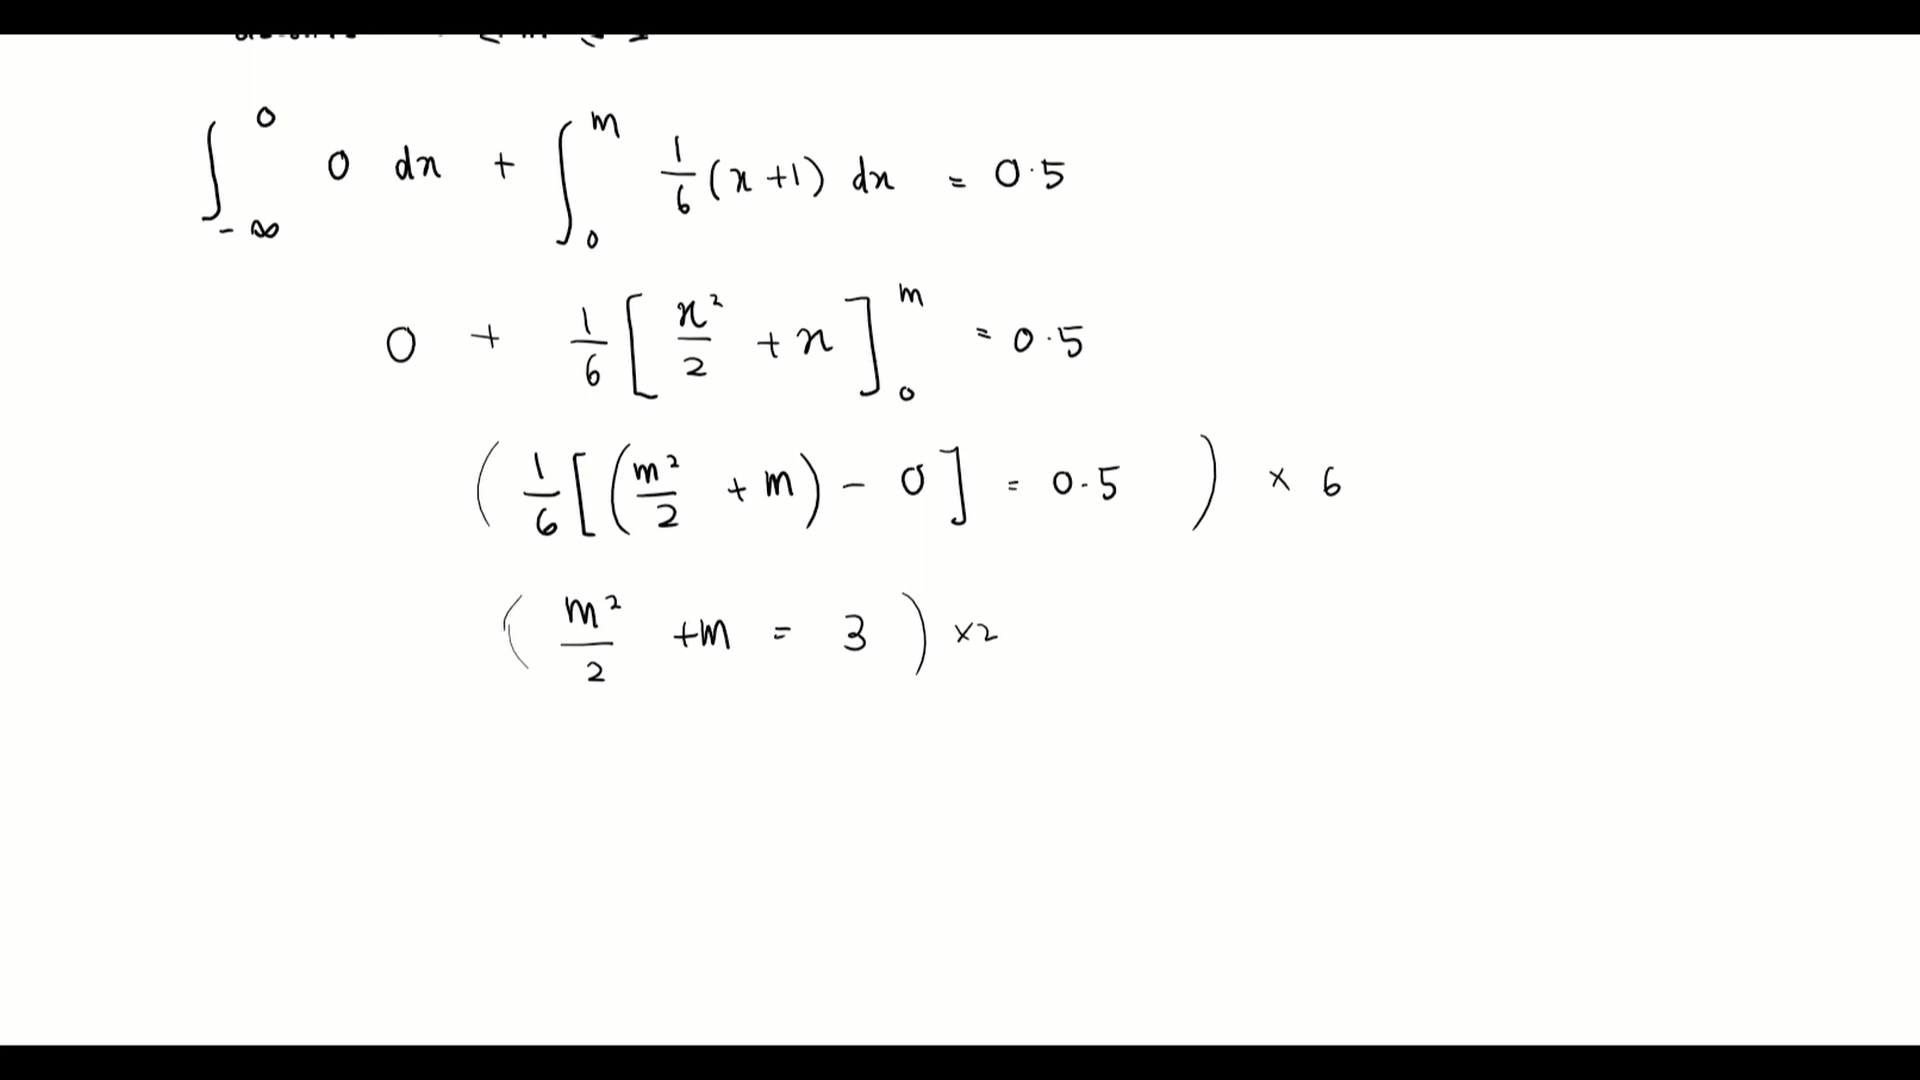 ∫_{-∞}^{0} 0 dx + ∫_{0}^{m} 1/6 (x+1) dx = 0.5
0 + 1/6 [ x²/2 + x ]_{0}^{m} = 0.5
( 1/6 [ ( m²/2 + m ) - 0 ] = 0.5 ) × 6
( m²/2 + m = 3 ) ×2